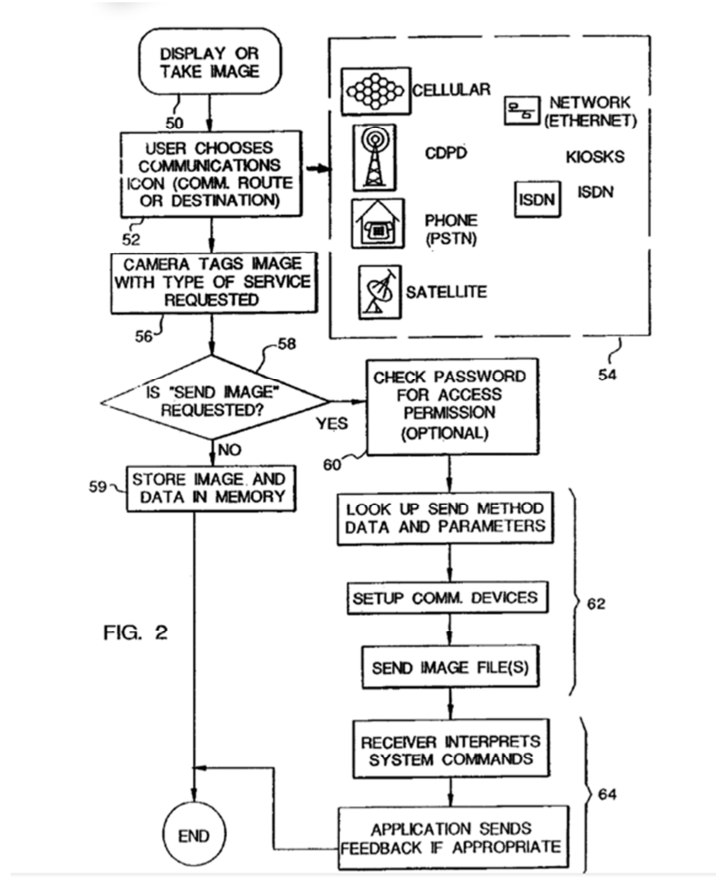 DISPLAY OR
TAKE IMAGE
50
USER CHOOSES
COMMUNICATIONS
ICON (COMM. ROUTE
OR DESTINATION)
52
CELLULAR
CDPD
PHONE
(PSTN)
SATELLITE
NETWORK
(ETHERNET)
KIOSKS
ISDN
ISDN
54
CAMERA TAGS IMAGE
WITH TYPE OF SERVICE
REQUESTED
56
58
IS "SEND IMAGE"
REQUESTED?
YES
NO
59
STORE IMAGE AND
DATA IN MEMORY
CHECK PASSWORD
FOR ACCESS
PERMISSION
(OPTIONAL)
60
LOOK UP SEND METHOD
DATA AND PARAMETERS
SETUP COMM. DEVICES
SEND IMAGE FILE(S)
62
FIG. 2
RECEIVER INTERPRETS
SYSTEM COMMANDS
APPLICATION SENDS
FEEDBACK IF APPROPRIATE
64
END